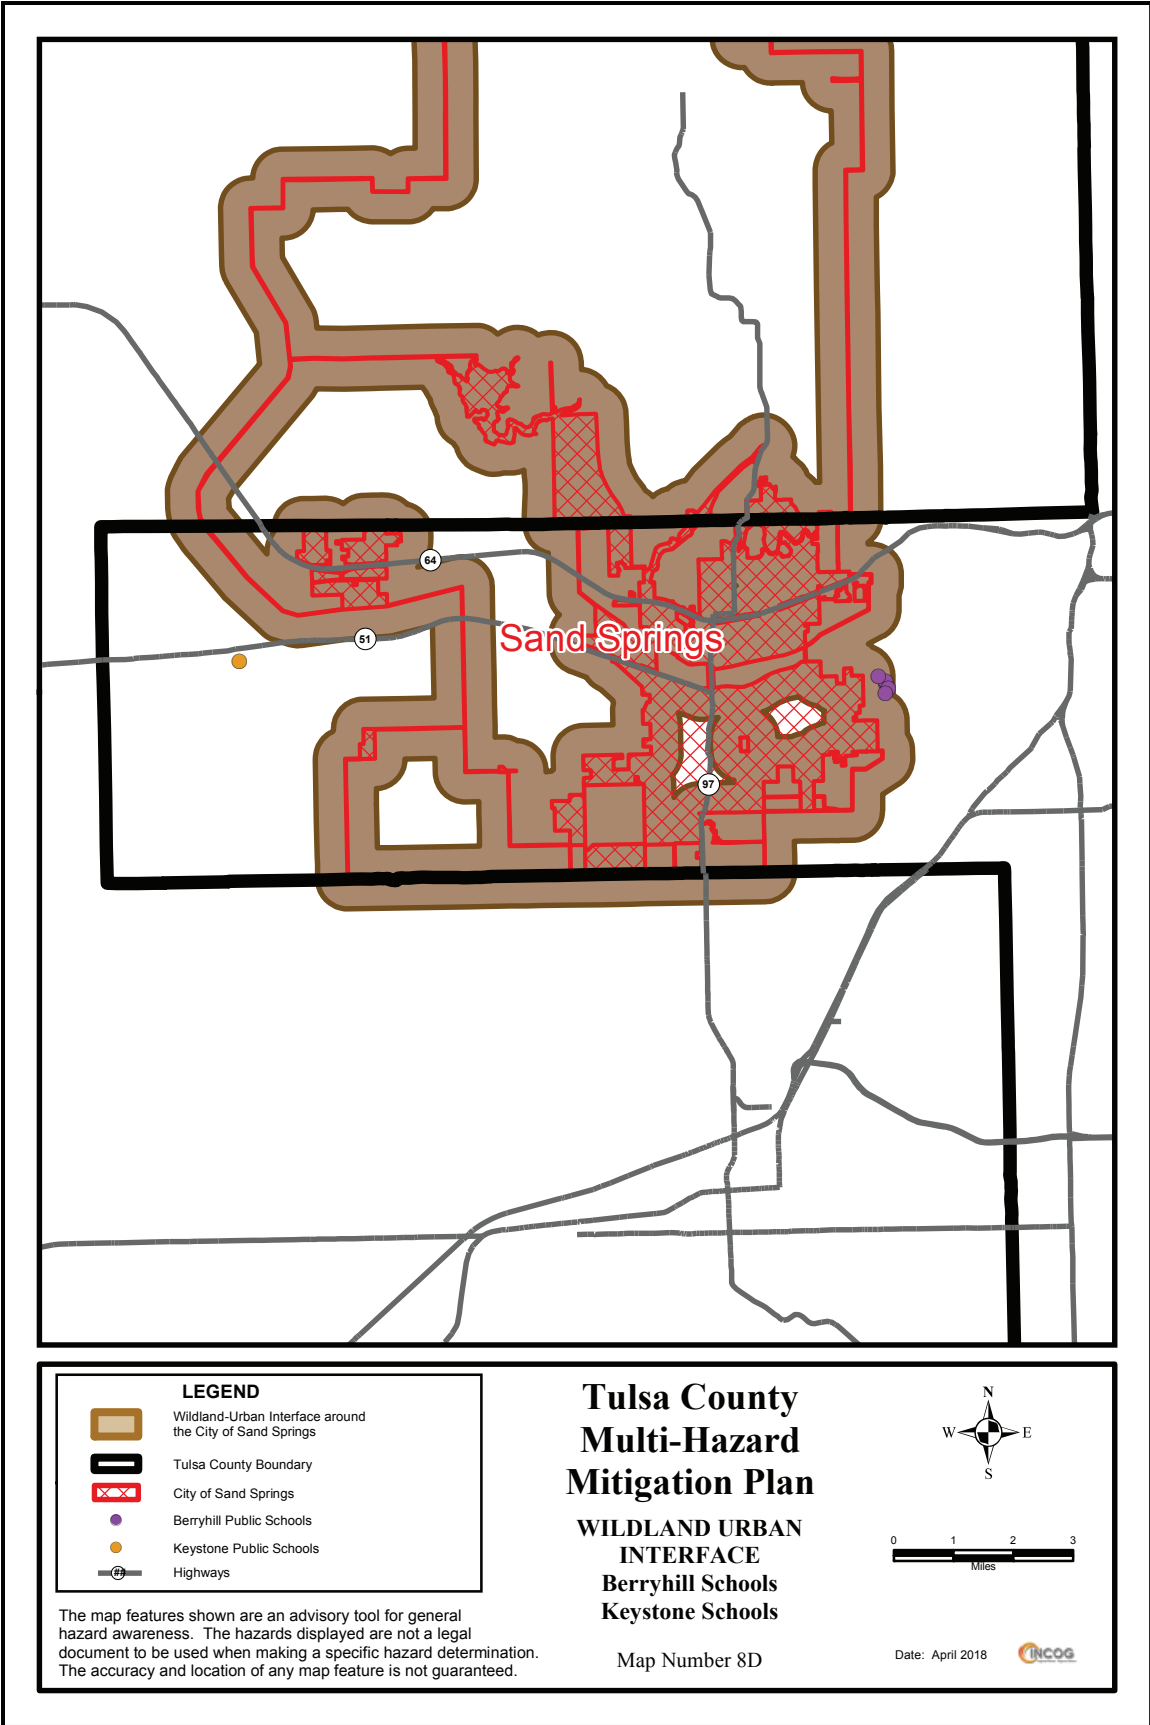 64
51
Sand Springs
97
LEGEND
Wildland-Urban Interface around
the City of Sand Springs
Tulsa County Boundary
City of Sand Springs
Berryhill Public Schools
Keystone Public Schools
##
Highways
The map features shown are an advisory tool for general
hazard awareness. The hazards displayed are not a legal
document to be used when making a specific hazard determination.
The accuracy and location of any map feature is not guaranteed.
Tulsa County
Multi-Hazard
Mitigation Plan
WILDLAND URBAN
INTERFACE
Berryhill Schools
Keystone Schools
Map Number 8D
N
W E
S
0 1 2 3
Miles
Date: April 2018
INCOG